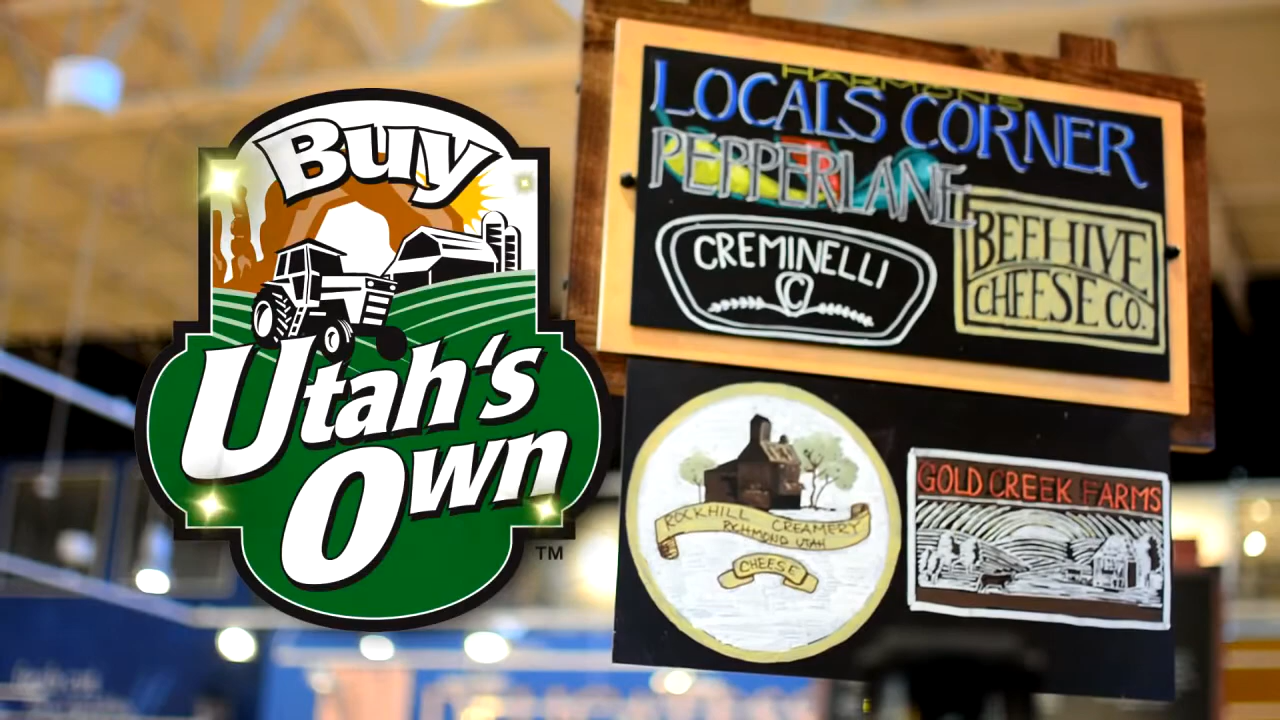 Buy
Utah's
Own
TM
HARMON'S
LOCALS CORNER
PEPPERLANE
CREMINELLI
C
BEEHIVE
CHEESE CO.
ROCKHILL CREAMERY
RICHMOND UTAH
CHEESE
GOLD CREEK FARMS